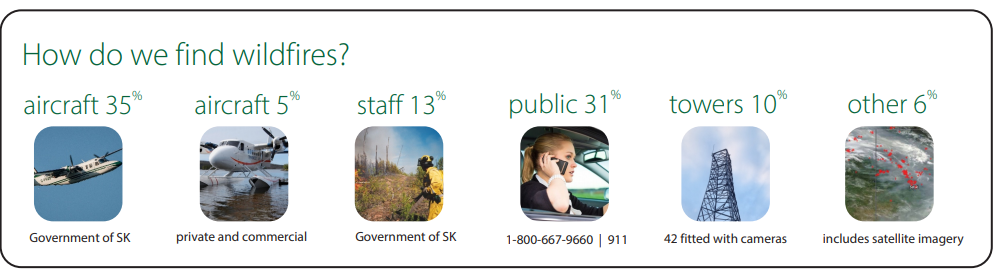 How do we find wildfires?
aircraft 35%
aircraft 5%
staff 13%
public 31%
towers 10%
other 6%
Government of SK
private and commercial
Government of SK
1-800-667-9660 | 911
42 fitted with cameras
includes satellite imagery